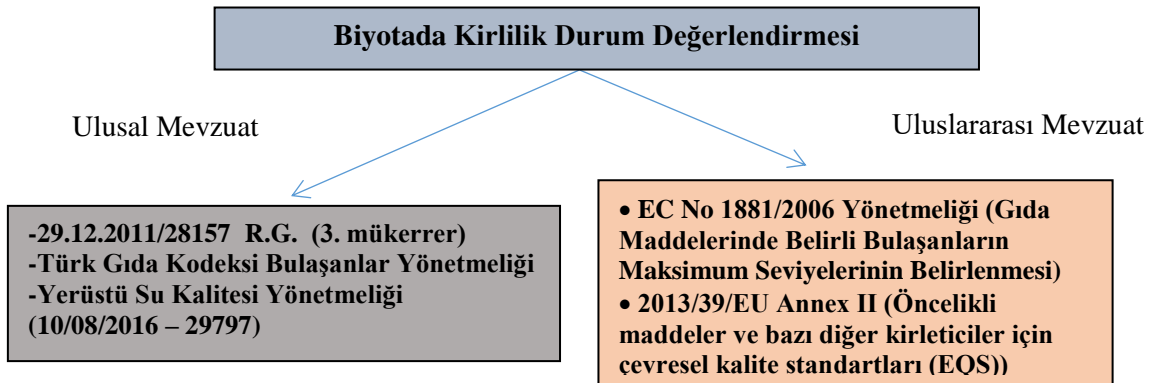 Biyotada Kirlilik Durum Değerlendirmesi
Ulusal Mevzuat
Uluslararası Mevzuat
-29.12.2011/28157 R.G. (3. mükerrer)
-Türk Gıda Kodeksi Bulaşanlar Yönetmeliği
-Yerüstü Su Kalitesi Yönetmeliği
(10/08/2016 – 29797)
• EC No 1881/2006 Yönetmeliği (Gıda
Maddelerinde Belirli Bulaşanların
Maksimum Seviyelerinin Belirlenmesi)
• 2013/39/EU Annex II (Öncelikli
maddeler ve bazı diğer kirleticiler için
çevresel kalite standartları (EQS))